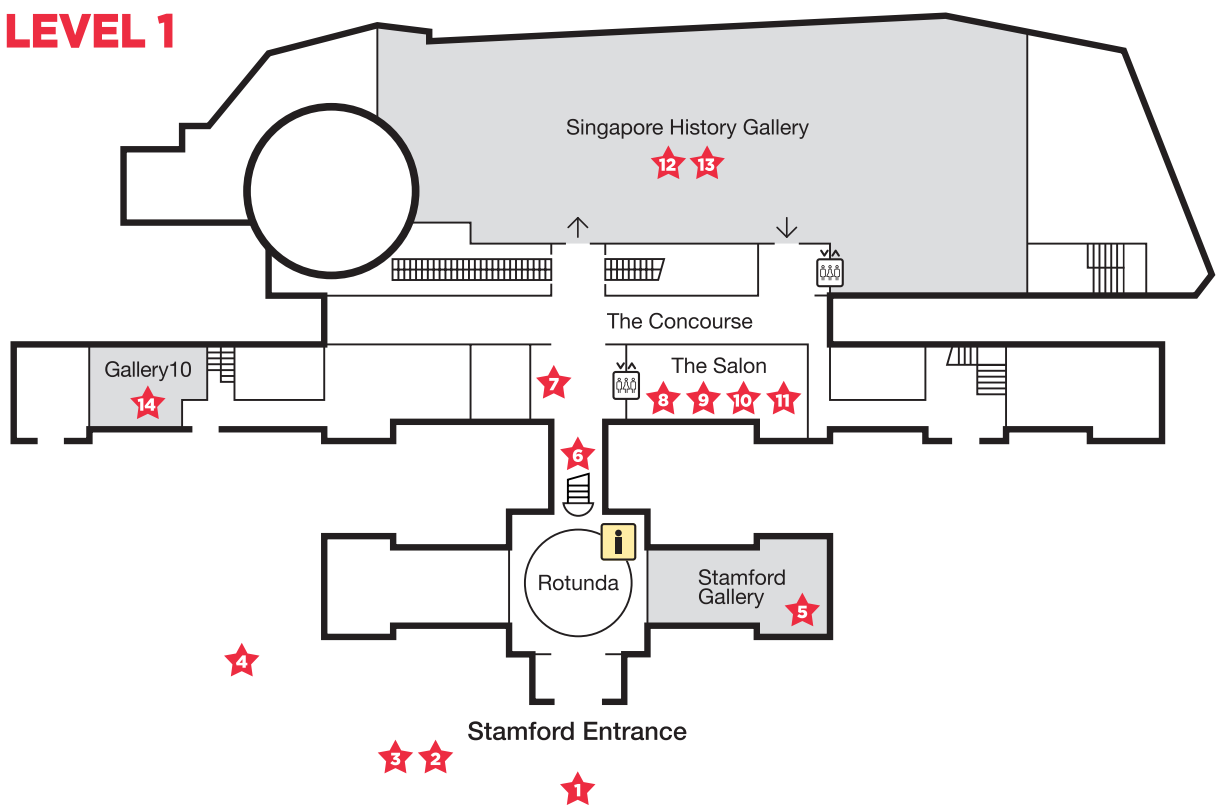 LEVEL 1
Singapore History Gallery
12 13
The Concourse
Gallery10
14
The Salon
7
8 9 10 11
6
i
Rotunda
Stamford
Gallery
5
4
Stamford Entrance
3 2
1